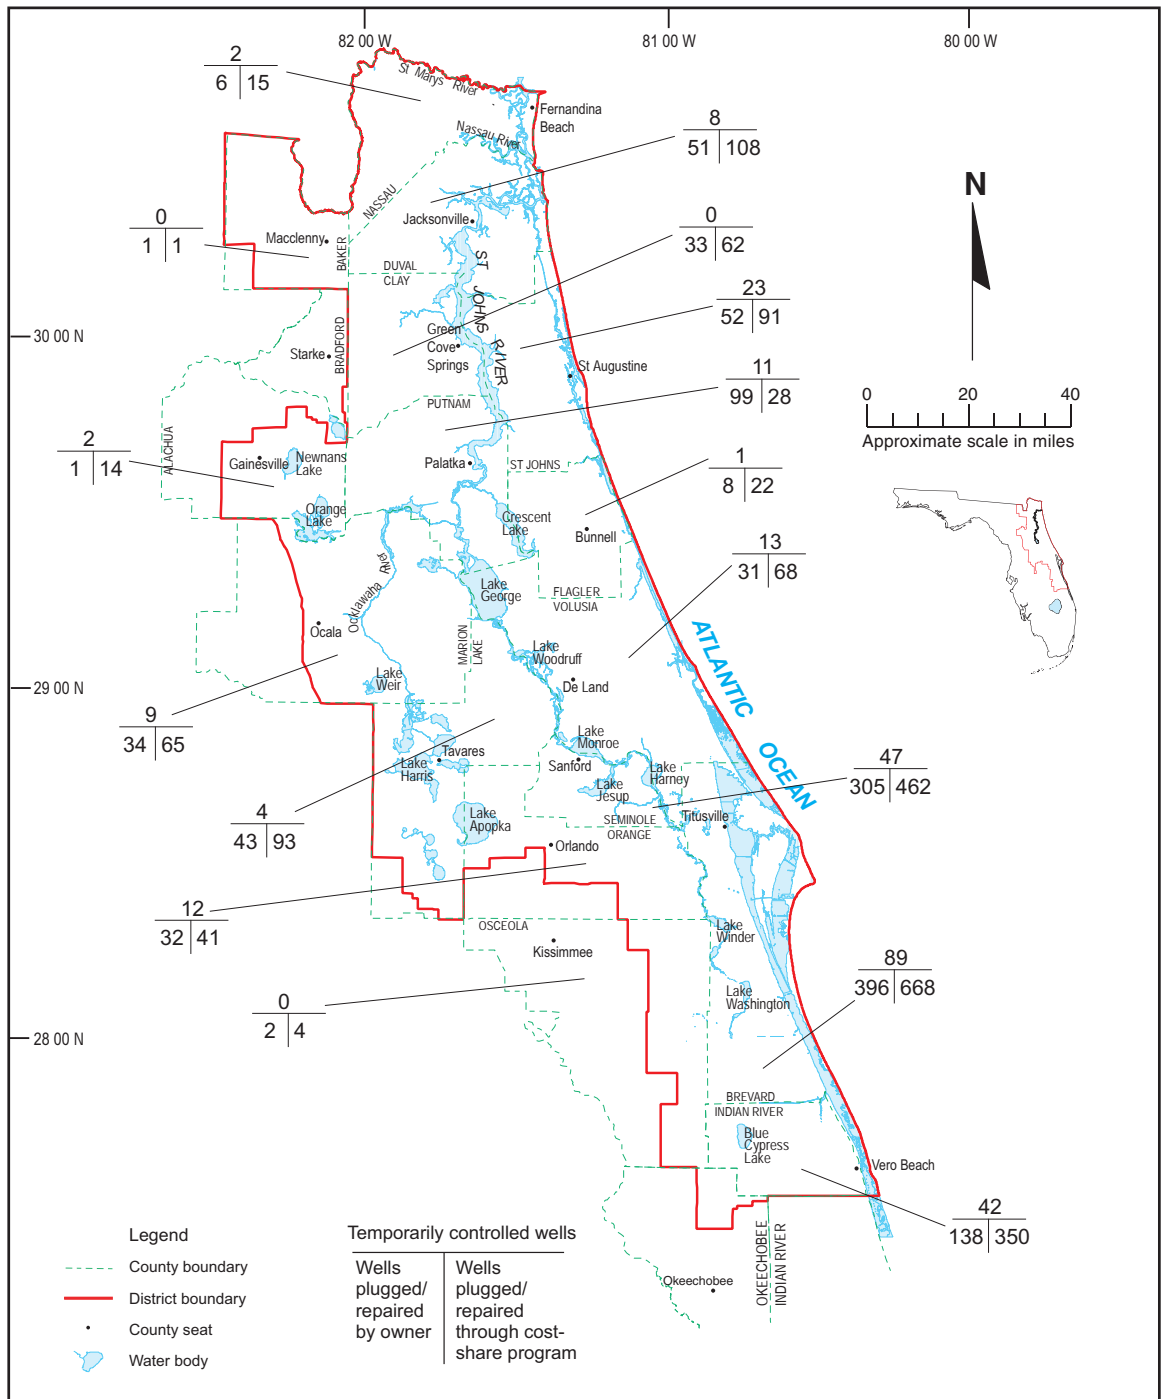 82 00 W
81 00 W
80 00 W
2
6 15
St Marys River
Fernandina
Beach
Nassau River
8
51 108
N
NASSAU
0
1 1
Macclenny
BAKER
Jacksonville
0
33 62
DUVAL
CLAY
ST JOHNS RIVER
23
52 91
30 00 N
Starke
BRADFORD
Green
Cove
Springs
St Augustine
11
99 28
0 20 40
Approximate scale in miles
PUTNAM
2
1 14
ALACHUA
Gainesville
Newnans
Lake
Palatka
ST JOHNS
1
8 22
Orange
Lake
Crescent
Lake
Bunnell
13
31 68
Ocklawaha River
Lake
George
FLAGLER
VOLUSIA
Ocala
MARION
LAKE
Lake
Woodruff
ATLANTIC OCEAN
Lake
Weir
De Land
29 00 N
9
34 65
Tavares
Lake
Harris
Lake
Monroe
Sanford
Lake
Jesup
Lake
Harney
47
305 462
4
43 93
Lake
Apopka
SEMINOLE
ORANGE
Titusville
Orlando
12
32 41
OSCEOLA
Kissimmee
Lake
Winder
0
2 4
Lake
Washington
89
396 668
28 00 N
BREVARD
INDIAN RIVER
Blue
Cypress
Lake
Vero Beach
42
138 350
OKEECHOBEE
INDIAN RIVER
Okeechobee
Legend
County boundary
District boundary
County seat
Water body
Temporarily controlled wells
Wells
plugged/
repaired
by owner
Wells
plugged/
repaired
through cost-
share program